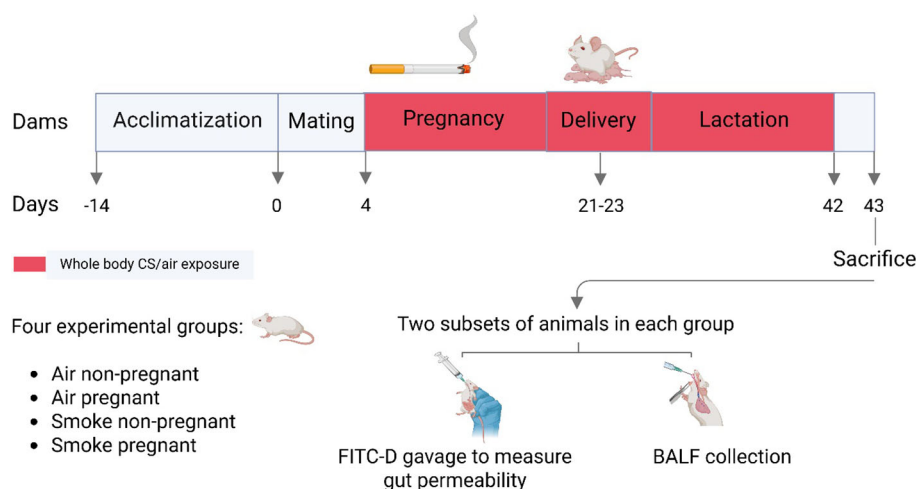 Dams
Acclimatization
Mating
Pregnancy
Delivery
Lactation
Days
-14
0
4
21-23
42
43
Whole body CS/air exposure
Sacrifice
Four experimental groups:
• Air non-pregnant
• Air pregnant
• Smoke non-pregnant
• Smoke pregnant
Two subsets of animals in each group
FITC-D gavage to measure
gut permeability
BALF collection